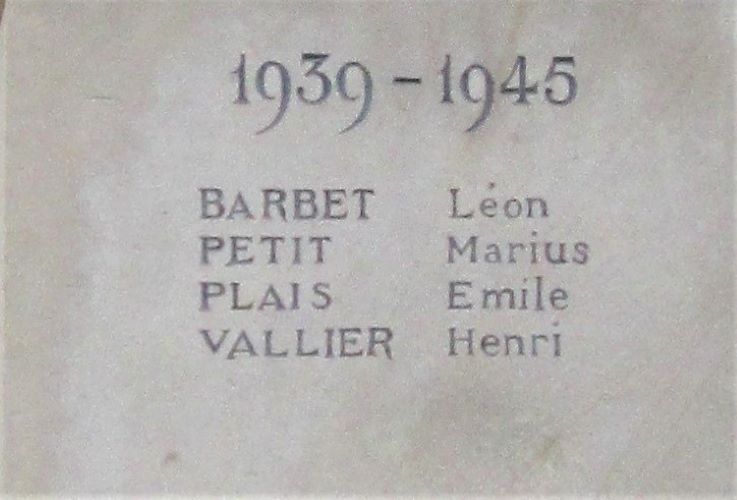 1939-1945
BARBET Léon
PETIT Marius
PLAIS Emile
VALLIER Henri